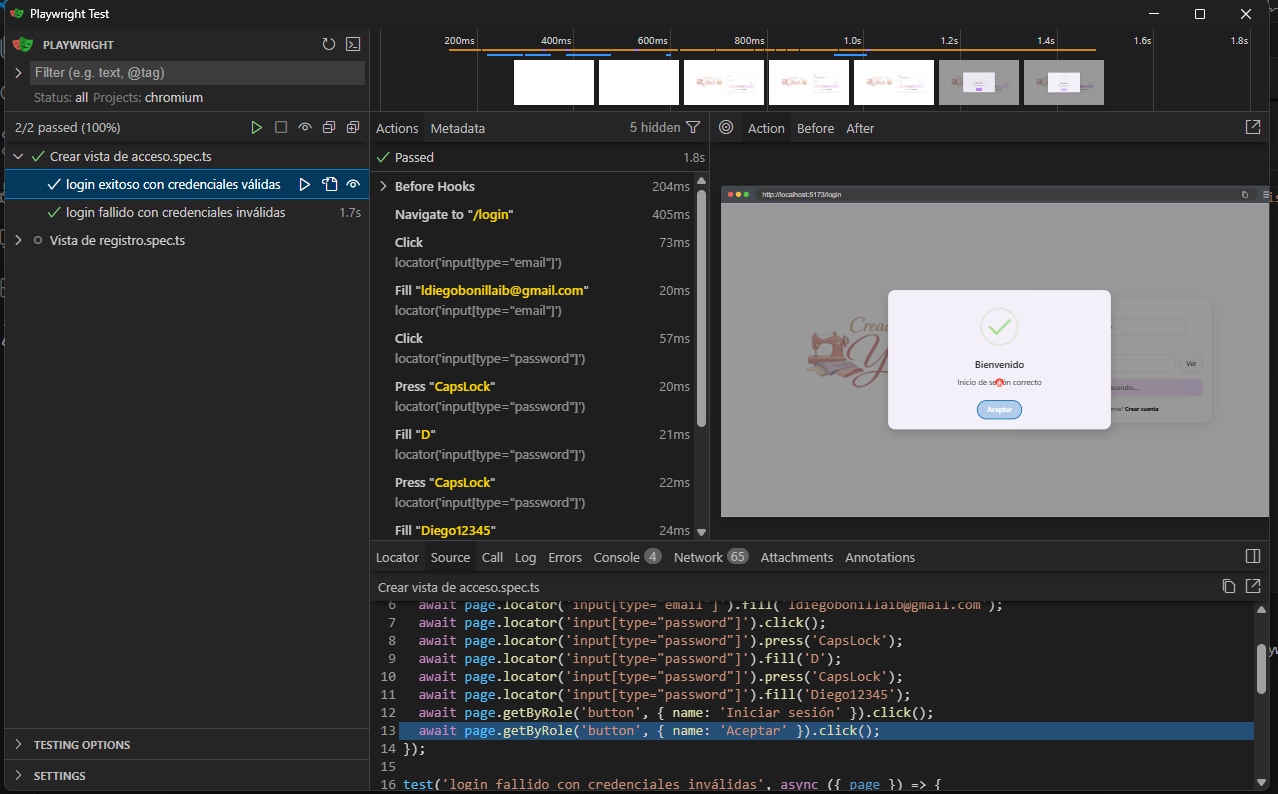 Playwright Test
PLAYWRIGHT
Filter (e.g. text, @tag)
Status: all Projects: chromium
2/2 passed (100%)
Crear vista de acceso.spec.ts
login exitoso con credenciales válidas
login fallido con credenciales inválidas 1.7s
Vista de registro.spec.ts
TESTING OPTIONS
SETTINGS
200ms 400ms 600ms 800ms 1.0s 1.2s 1.4s 1.6s 1.8s
Actions Metadata 5 hidden
Passed 1.8s
Before Hooks 204ms
Navigate to "/login" 405ms
Click 73ms
locator('input[type="email"]')
Fill "ldiegobonillaib@gmail.com" 20ms
locator('input[type="email"]')
Click 57ms
locator('input[type="password"]')
Press "CapsLock" 20ms
locator('input[type="password"]')
Fill "D" 21ms
locator('input[type="password"]')
Press "CapsLock" 22ms
locator('input[type="password"]')
Fill "Diego12345" 24ms
Action Before After
http://localhost:5173/login
Bienvenido
Inicio de sesión correcto
Aceptar
Ver
Crear cuenta
Locator Source Call Log Errors Console 4 Network 65 Attachments Annotations
Crear vista de acceso.spec.ts
6 await page.locator('input[type="email"]').fill('ldiegobonillaib@gmail.com');
7 await page.locator('input[type="password"]').click();
8 await page.locator('input[type="password"]').press('CapsLock');
9 await page.locator('input[type="password"]').fill('D');
10 await page.locator('input[type="password"]').press('CapsLock');
11 await page.locator('input[type="password"]').fill('Diego12345');
12 await page.getByRole('button', { name: 'Iniciar sesión' }).click();
13 await page.getByRole('button', { name: 'Aceptar' }).click();
14 });
15
16 test('login fallido con credenciales inválidas', async ({ page }) => {